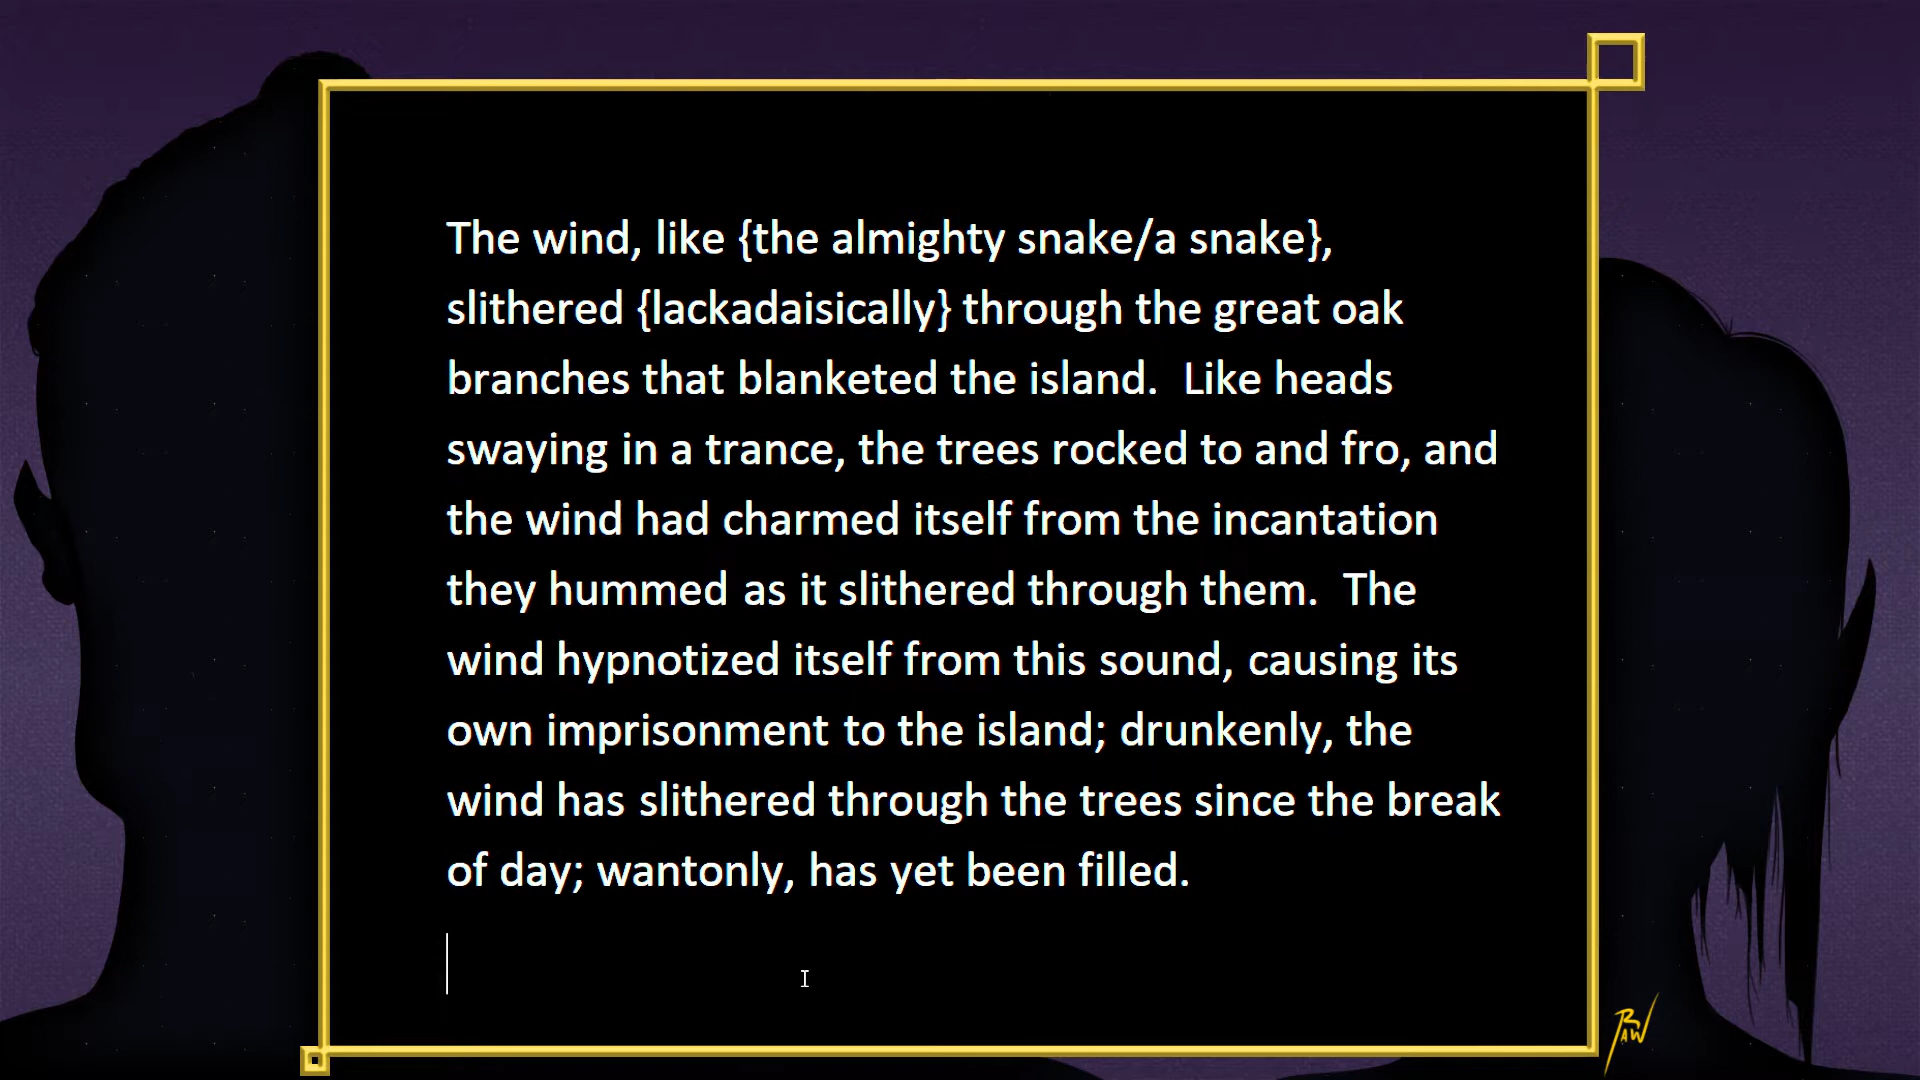 The wind, like {the almighty snake/a snake},
slithered {lackadaisically} through the great oak
branches that blanketed the island.  Like heads
swaying in a trance, the trees rocked to and fro, and
the wind had charmed itself from the incantation
they hummed as it slithered through them.  The
wind hypnotized itself from this sound, causing its
own imprisonment to the island; drunkenly, the
wind has slithered through the trees since the break
of day; wantonly, has yet been filled.
RAW